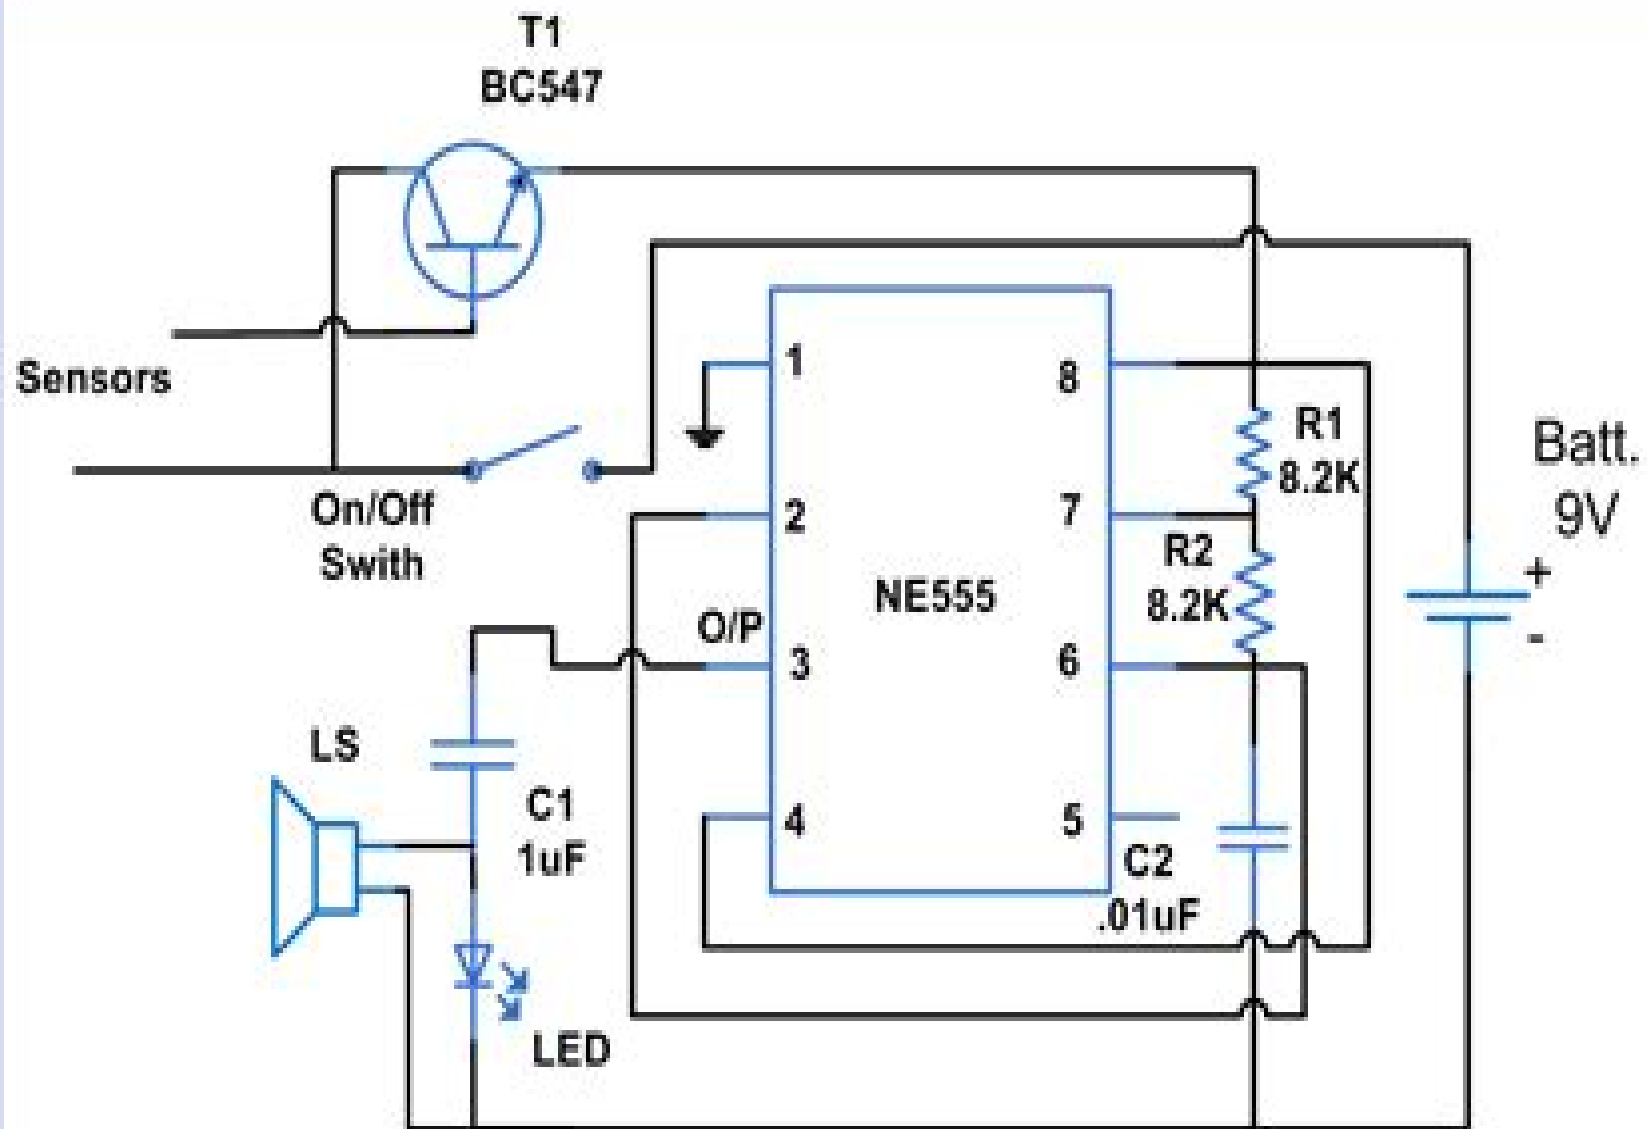 T1
BC547
Sensors
On/Off
Swith
1
8
R1
8.2K
Batt.
9V
+
-
2
7
R2
8.2K
NE555
O/P
3
6
LS
C1
1uF
4
5
C2
.01uF
LED